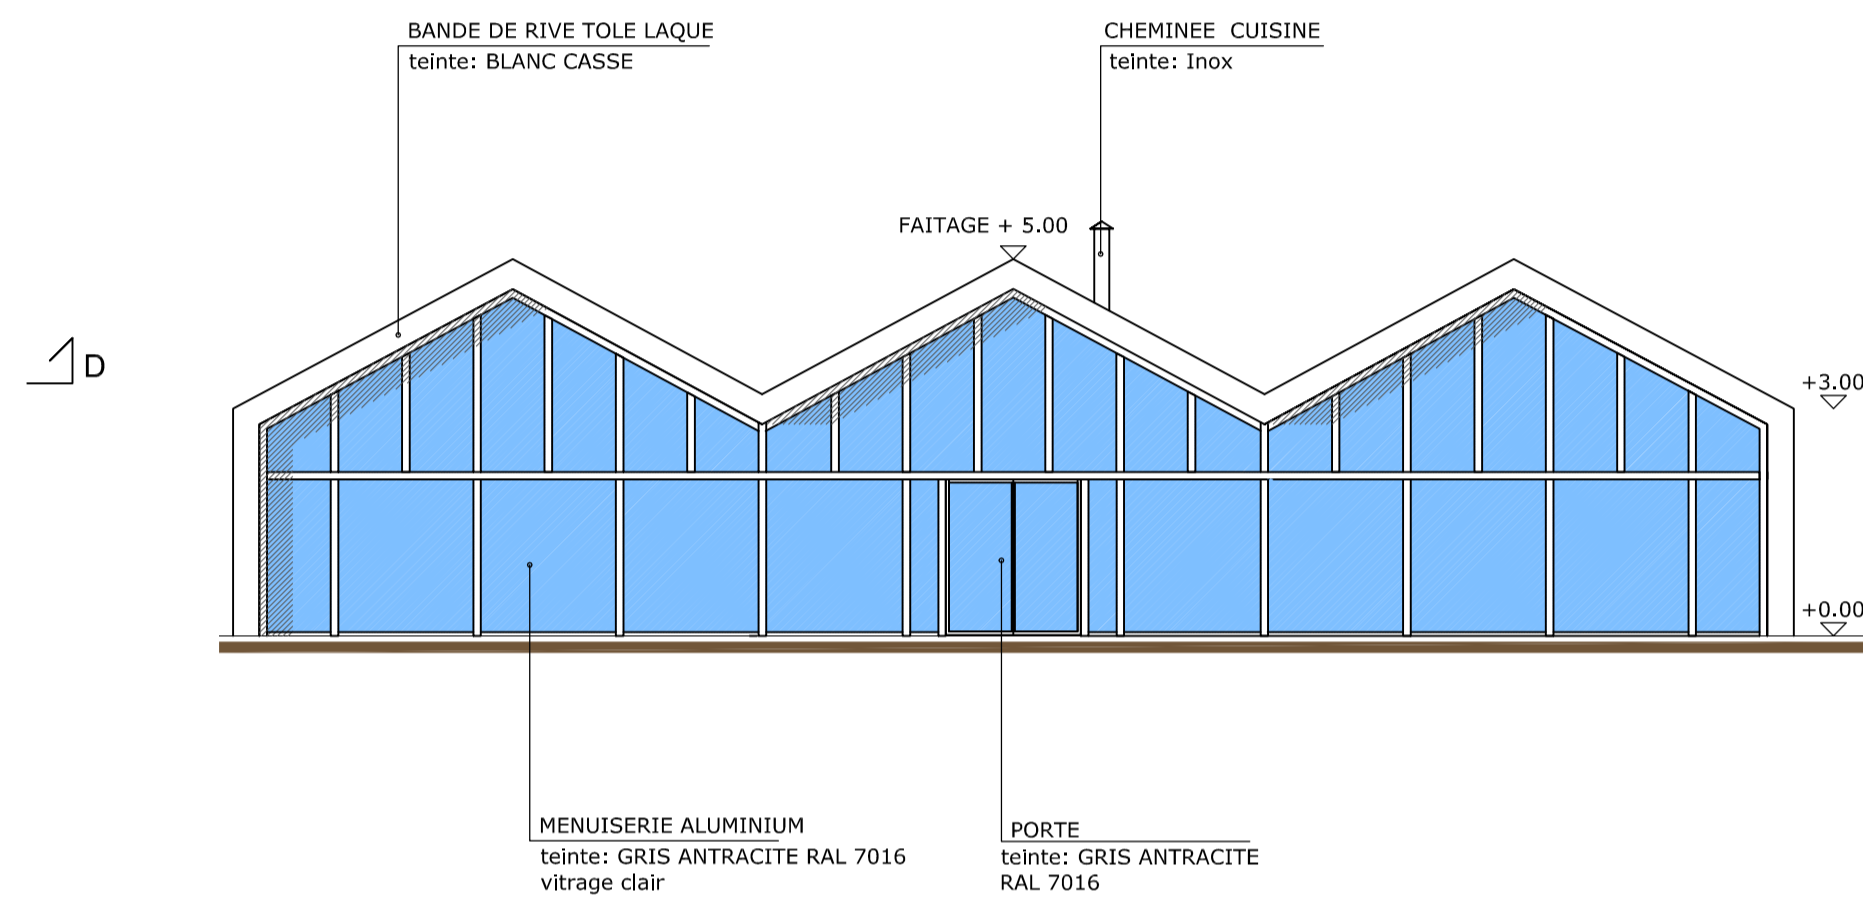 BANDE DE RIVE TOLE LAQUE
teinte: BLANC CASSE
CHEMINEE CUISINE
teinte: Inox
FAITAGE + 5.00
D
+3.00
+0.00
MENUISERIE ALUMINIUM
teinte: GRIS ANTRACITE RAL 7016
vitrage clair
PORTE
teinte: GRIS ANTRACITE
RAL 7016